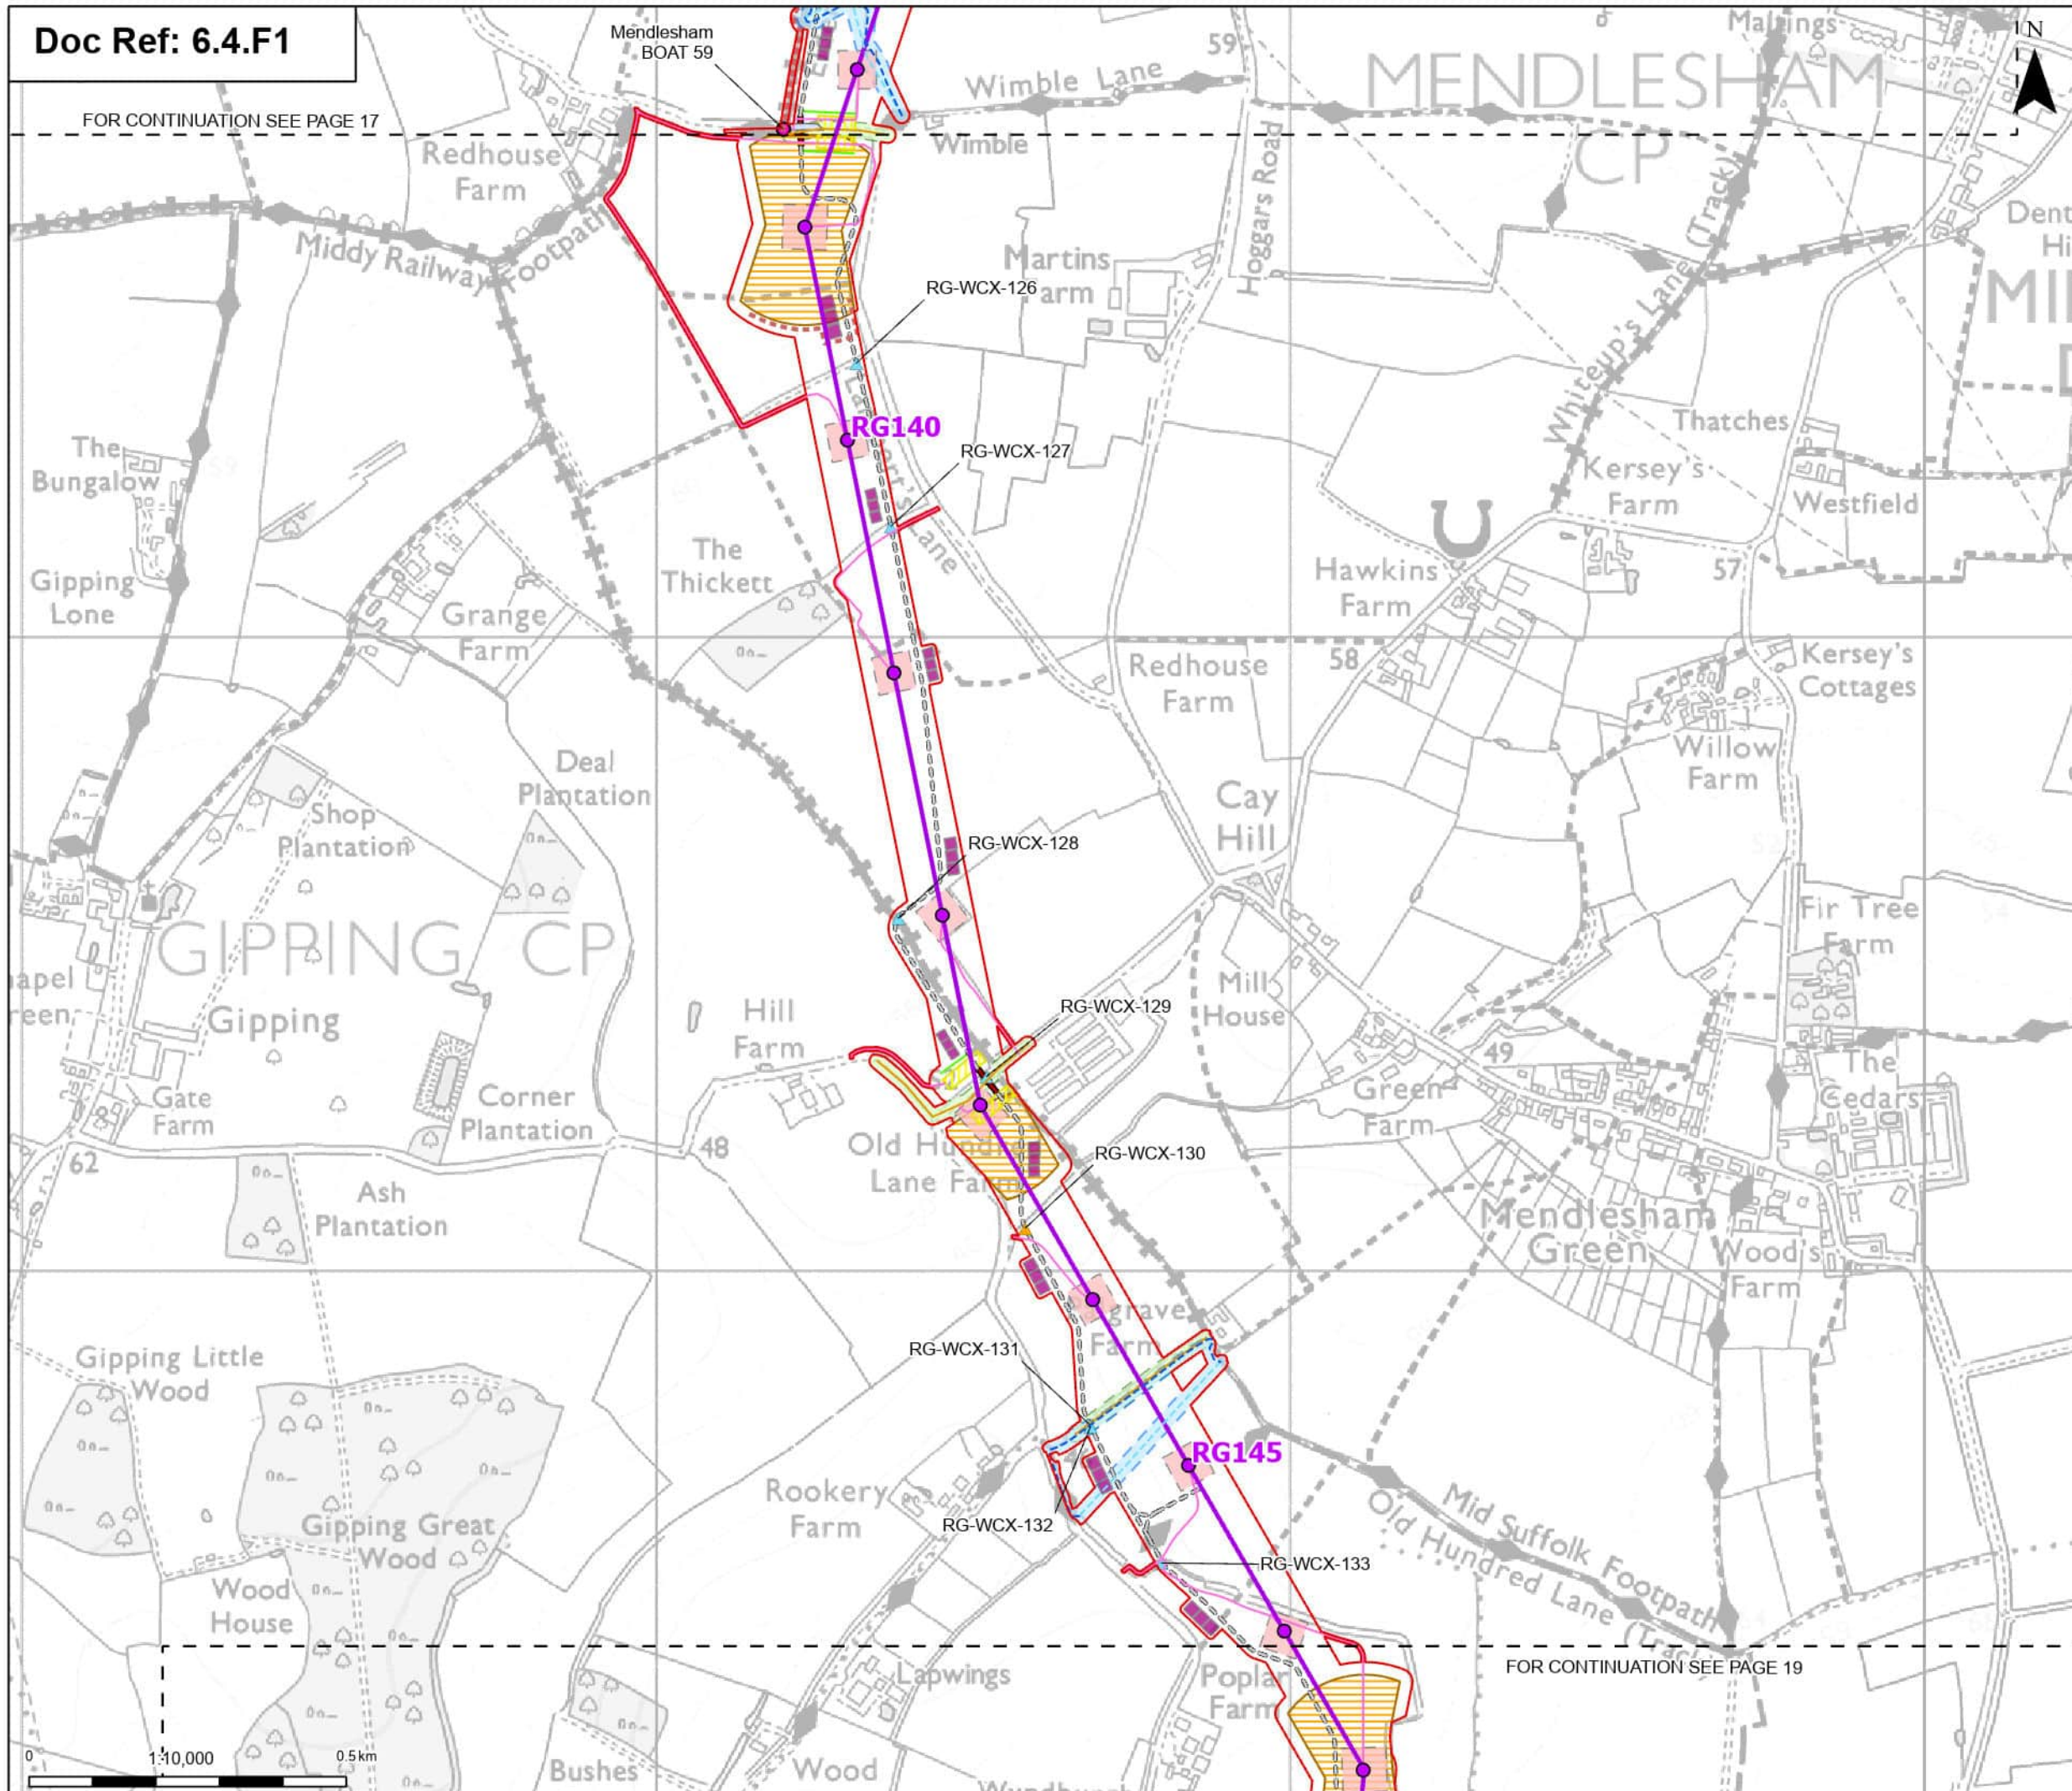 Doc Ref: 6.4.F1
Mendlesham
BOAT 59
59
Wimble Lane
MENDLESHAM
CP
N
FOR CONTINUATION SEE PAGE 17
Redhouse
Farm
Wimble
Hoggars Road
Middy Railway Footpath
Martins
Farm
RG-WCX-126
Whiteup's Lane (Track)
RG140
RG-WCX-127
Thatches
The
Bungalow
Kersey's
Farm
Westfield
Gipping
Lone
The
Thickett
Lane
Hawkins
Farm
57
Grange
Farm
Redhouse
Farm
58
Kersey's
Cottages
Deal
Plantation
Willow
Farm
Shop
Plantation
Cay
Hill
RG-WCX-128
GIPPING CP
Fir Tree
Farm
Gipping
Hill
Farm
Mill
House
RG-WCX-129
49
Gate
Farm
Corner
Plantation
Green
Farm
The
Cedars
62
48
Old Hundred
Lane Farm
RG-WCX-130
Ash
Plantation
Mendlesham
Green
Wood's
Farm
Farm
Gipping Little
Wood
RG-WCX-131
RG145
Rookery
Farm
RG-WCX-132
Gipping Great
Wood
Mid Suffolk Footpath
Old Hundred Lane (Track)
RG-WCX-133
Wood
House
FOR CONTINUATION SEE PAGE 19
Lapwings
Poplar
Farm
0 1:10,000 0.5 km
Bushes
Wood